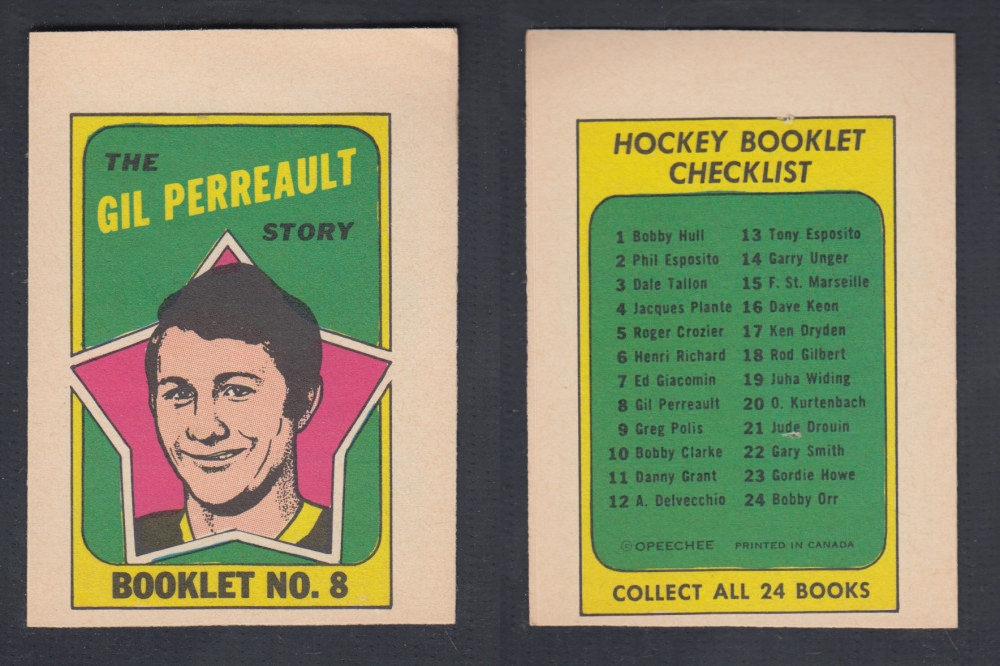 THE
GIL PERREAULT
STORY
BOOKLET NO. 8
HOCKEY BOOKLET
CHECKLIST
1 Bobby Hull
2 Phil Esposito
3 Dale Tallon
4 Jacques Plante
5 Roger Crozier
6 Henri Richard
7 Ed Giacomin
8 Gil Perreault
9 Greg Polis
10 Bobby Clarke
11 Danny Grant
12 A. Delvecchio
13 Tony Esposito
14 Garry Unger
15 F. St. Marseille
16 Dave Keon
17 Ken Dryden
18 Rod Gilbert
19 Juha Widing
20 O. Kurtenbach
21 Jude Drouin
22 Gary Smith
23 Gordie Howe
24 Bobby Orr
© OPEECHEE PRINTED IN CANADA
COLLECT ALL 24 BOOKS